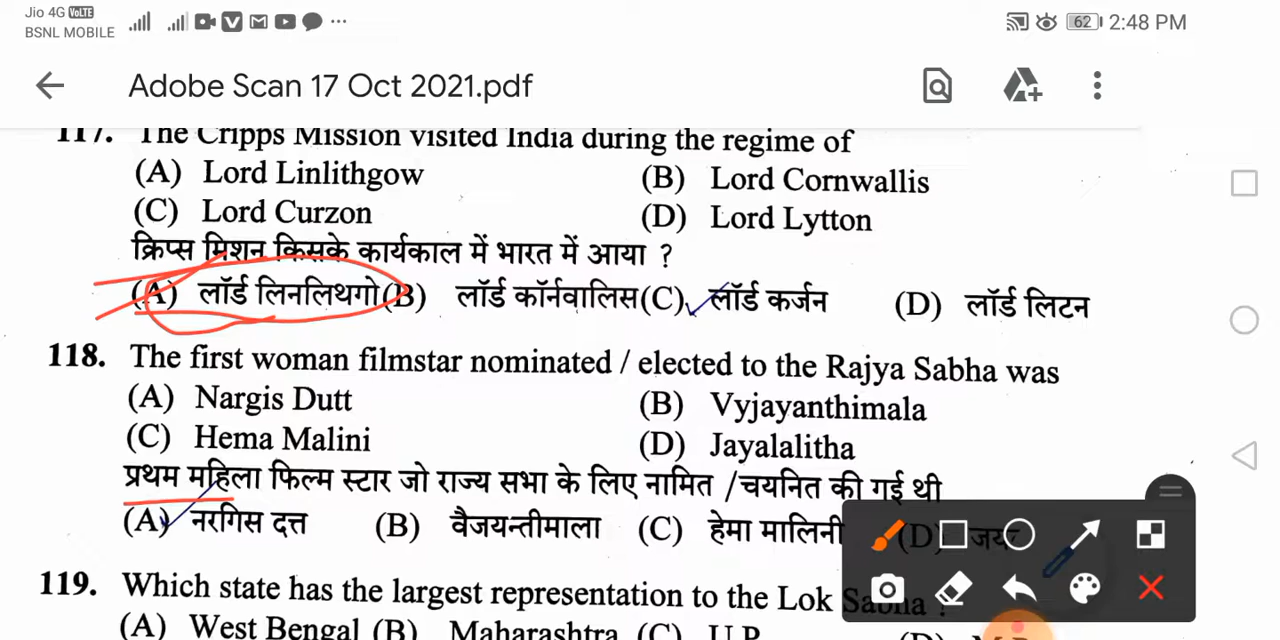 Jio 4G VoLTE
BSNL MOBILE
62 2:48 PM
Adobe Scan 17 Oct 2021.pdf
117. The Cripps Mission visited India during the regime of
(A) Lord Linlithgow (B) Lord Cornwallis
(C) Lord Curzon (D) Lord Lytton
क्रिप्स मिशन किसके कार्यकाल में भारत में आया ?
(A) लॉर्ड लिनलिथगो (B) लॉर्ड कॉर्नवालिस (C) लॉर्ड कर्जन (D) लॉर्ड लिटन
118. The first woman filmstar nominated / elected to the Rajya Sabha was
(A) Nargis Dutt (B) Vyjayanthimala
(C) Hema Malini (D) Jayalalitha
प्रथम महिला फिल्म स्टार जो राज्य सभा के लिए नामित /चयनित की गई थी
(A) नरगिस दत्त (B) वैजयन्तीमाला (C) हेमा मालिनी (D)
119. Which state has the largest representation to the Lok Sabha ?
(A) West Bengal (B) Maharashtra (C) U.P.